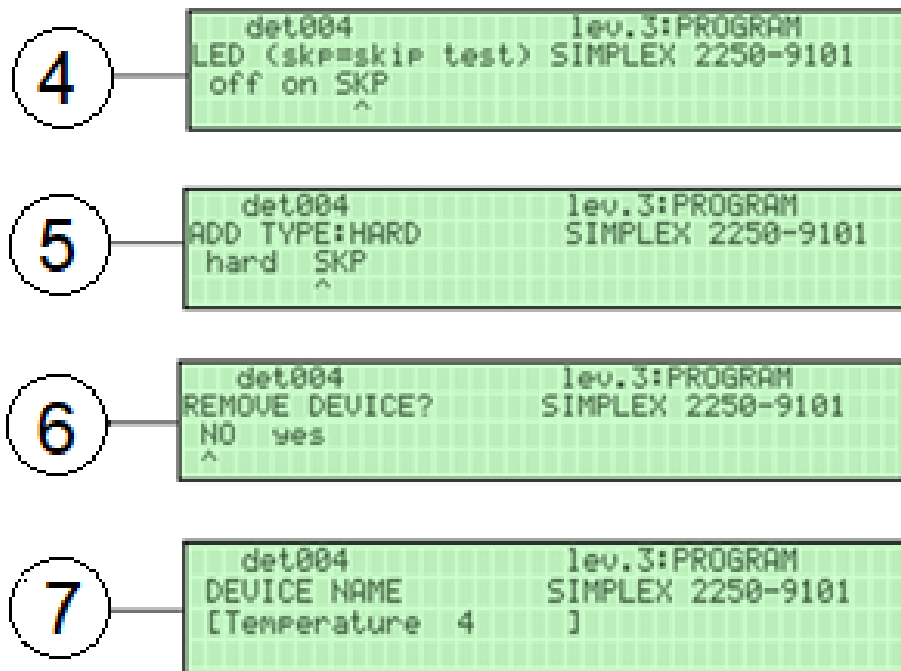 4
det004 lev.3:PROGRAM
LED (skp=skip test) SIMPLEX 2250-9101
off on SKP
^
5
det004 lev.3:PROGRAM
ADD TYPE:HARD SIMPLEX 2250-9101
hard SKP
^
6
det004 lev.3:PROGRAM
REMOVE DEVICE? SIMPLEX 2250-9101
NO yes
^
7
det004 lev.3:PROGRAM
DEVICE NAME SIMPLEX 2250-9101
[Temperature 4 ]